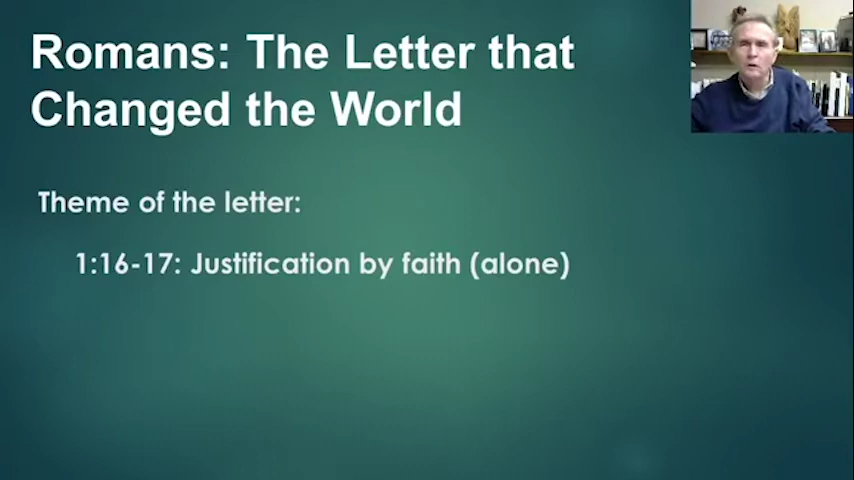 Romans: The Letter that
Changed the World
Theme of the letter:
1:16-17: Justification by faith (alone)